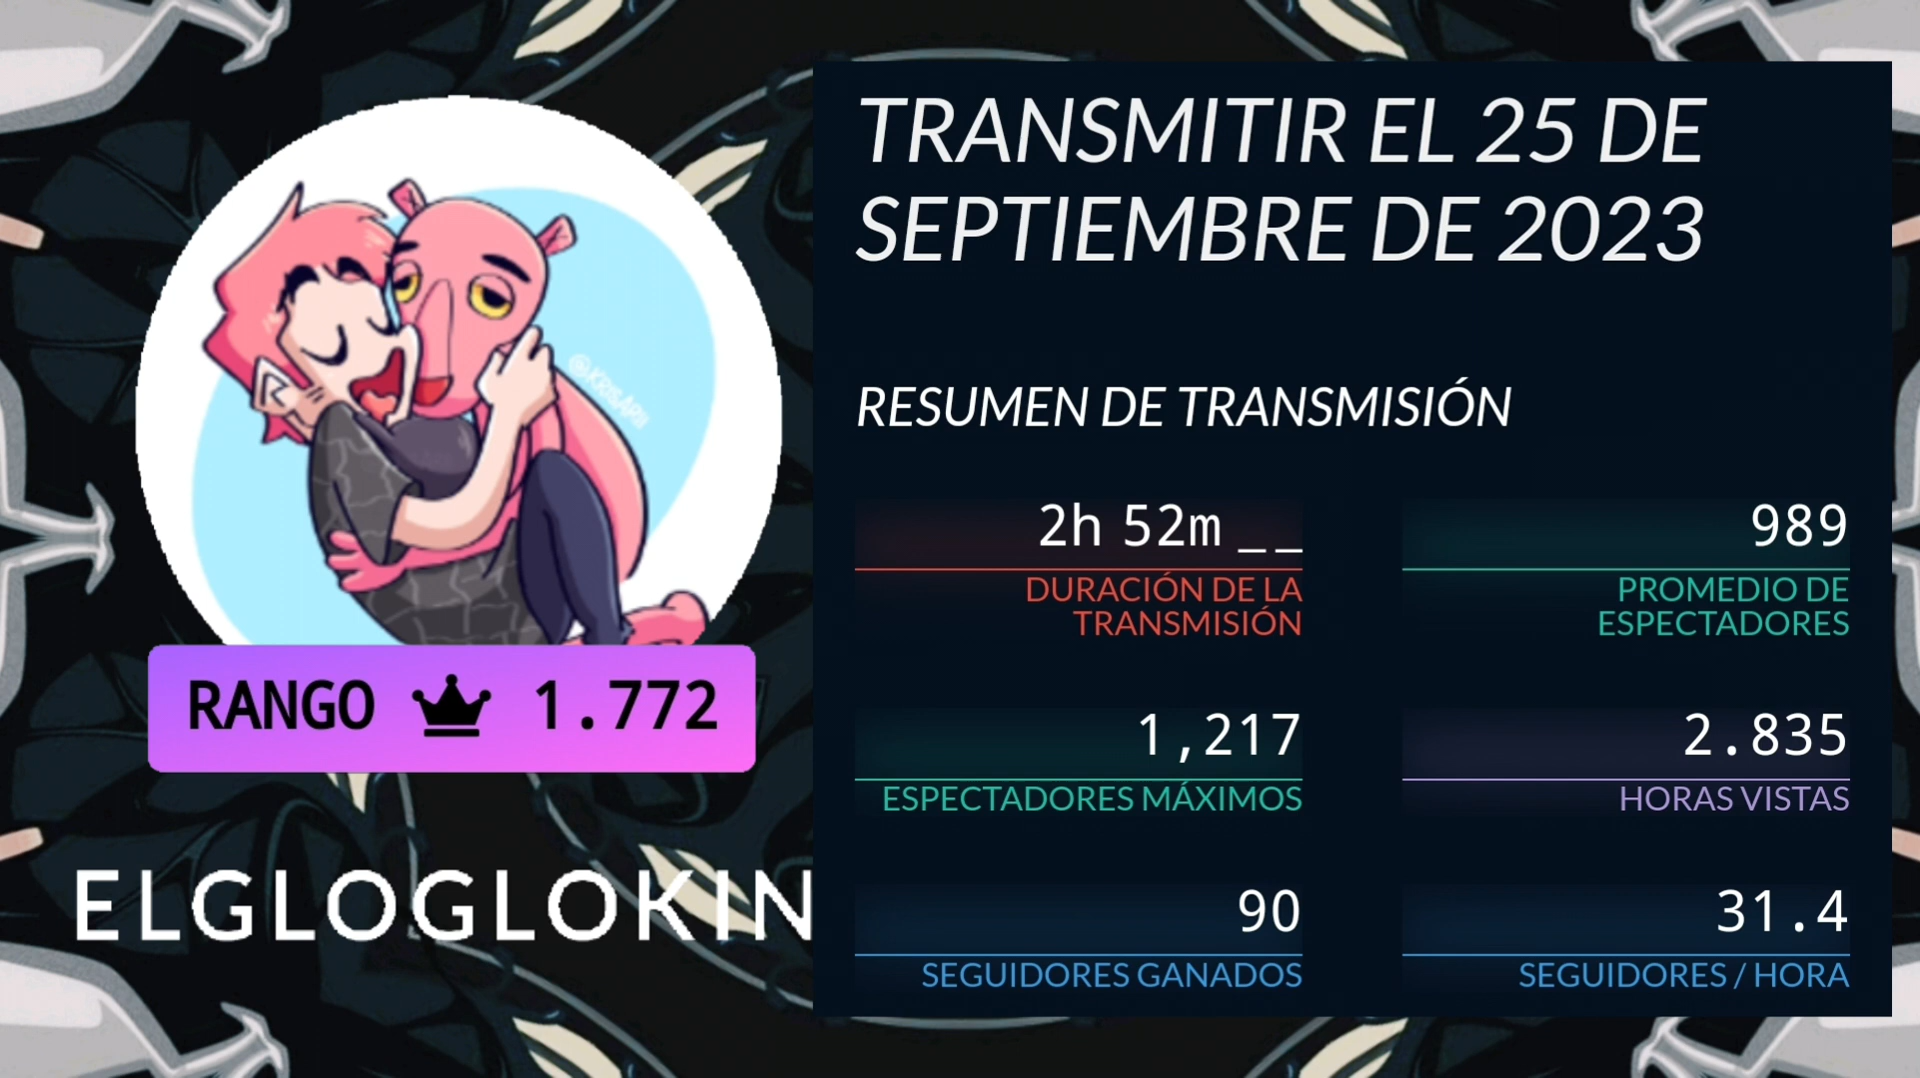 TRANSMITIR EL 25 DE
SEPTIEMBRE DE 2023
RESUMEN DE TRANSMISIÓN
2h 52m _ _
DURACIÓN DE LA
TRANSMISIÓN
989
PROMEDIO DE
ESPECTADORES
1,217
ESPECTADORES MÁXIMOS
2.835
HORAS VISTAS
90
SEGUIDORES GANADOS
31.4
SEGUIDORES / HORA
RANGO 1.772
ELGLOGLOKIN